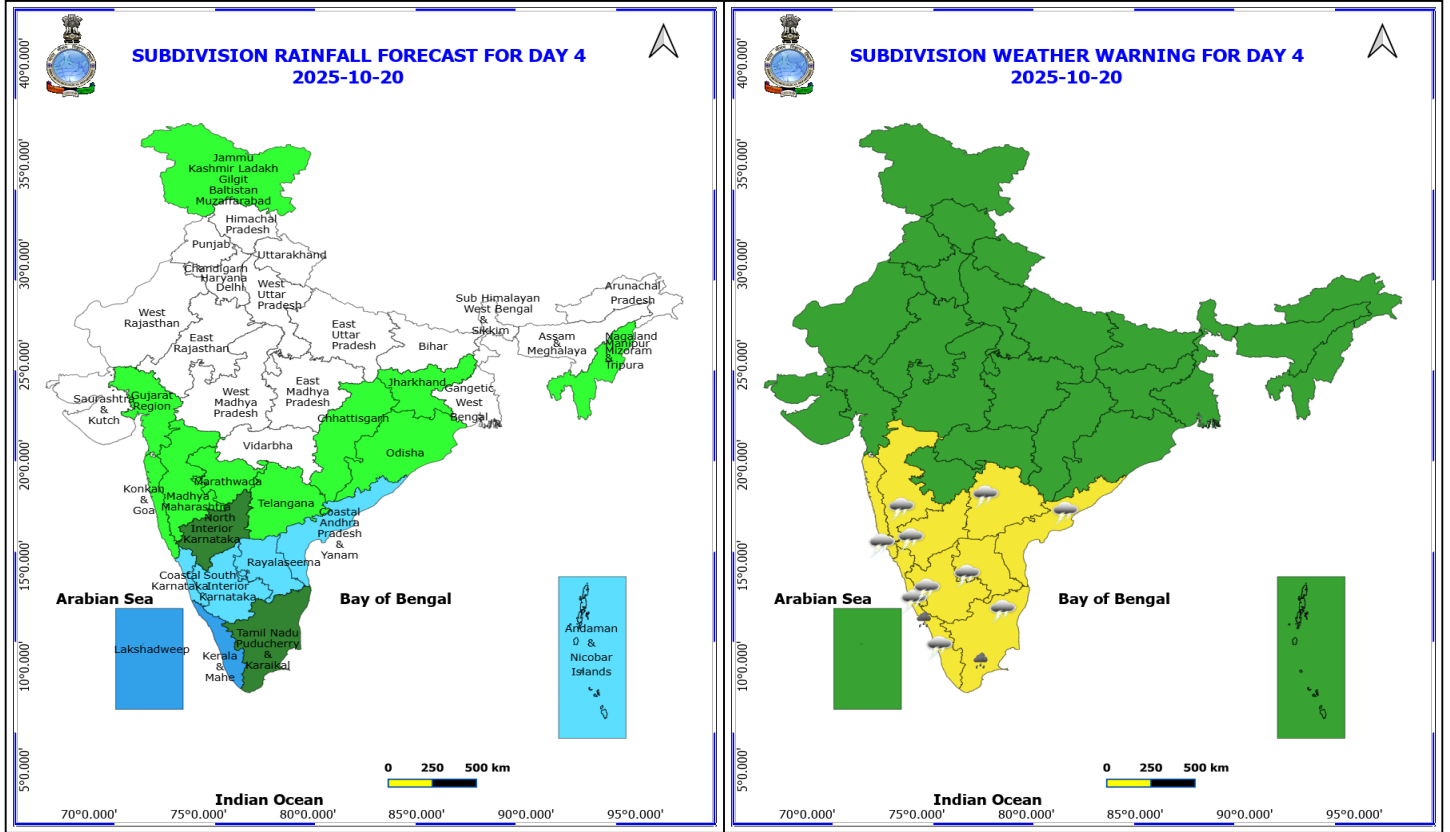 SUBDIVISION RAINFALL FORECAST FOR DAY 4
2025-10-20
40°0.000'
35°0.000'
30°0.000'
25°0.000'
20°0.000'
15°0.000'
10°0.000'
5°0.000'
Jammu
Kashmir Ladakh
Gilgit
Baltistan
Muzaffarabad
Himachal
Pradesh
Punjab
Uttarakhand
Chandigarh
Haryana
Delhi
West
Uttar
Pradesh
Arunachal
Pradesh
Sub Himalayan
West Bengal
&
Sikkim
West
Rajasthan
East
Rajasthan
East
Uttar
Pradesh
Bihar
Assam
&
Meghalaya
Nagaland
Manipur
Mizoram
&
Tripura
Saurashtra
&
Kutch
Gujarat
Region
West
Madhya
Pradesh
East
Madhya
Pradesh
Jharkhand
Gangetic
West
Bengal
Chhattisgarh
Vidarbha
Odisha
Konkan
&
Goa
Madhya
Maharashtra
Marathwada
Telangana
North
Interior
Karnataka
Coastal
Andhra
Pradesh
&
Yanam
Rayalaseema
Coastal
Karnataka
South
Interior
Karnataka
Arabian Sea
Bay of Bengal
Lakshadweep
Kerala
&
Mahe
Tamil Nadu
Puducherry
&
Karaikal
Andaman
&
Nicobar
Islands
0 250 500 km
Indian Ocean
70°0.000' 75°0.000' 80°0.000' 85°0.000' 90°0.000' 95°0.000'
SUBDIVISION WEATHER WARNING FOR DAY 4
2025-10-20
40°0.000'
35°0.000'
30°0.000'
25°0.000'
20°0.000'
15°0.000'
10°0.000'
5°0.000'
Arabian Sea
Bay of Bengal
0 250 500 km
Indian Ocean
70°0.000' 75°0.000' 80°0.000' 85°0.000' 90°0.000' 95°0.000'